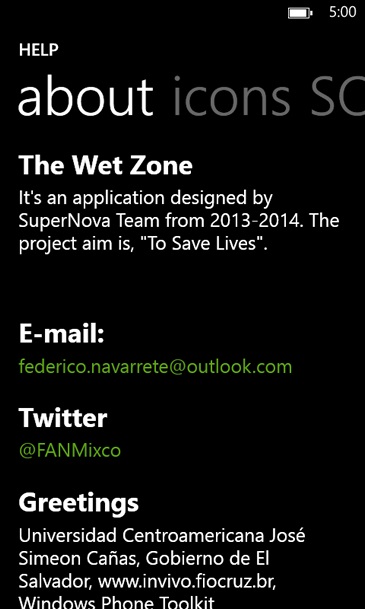 5:00
HELP
about icons SO
The Wet Zone
It's an application designed by
SuperNova Team from 2013-2014. The
project aim is, "To Save Lives".
E-mail:
federico.navarrete@outlook.com
Twitter
@FANMixco
Greetings
Universidad Centroamericana José
Simeon Cañas, Gobierno de El
Salvador, www.invivo.fiocruz.br,
Windows Phone Toolkit